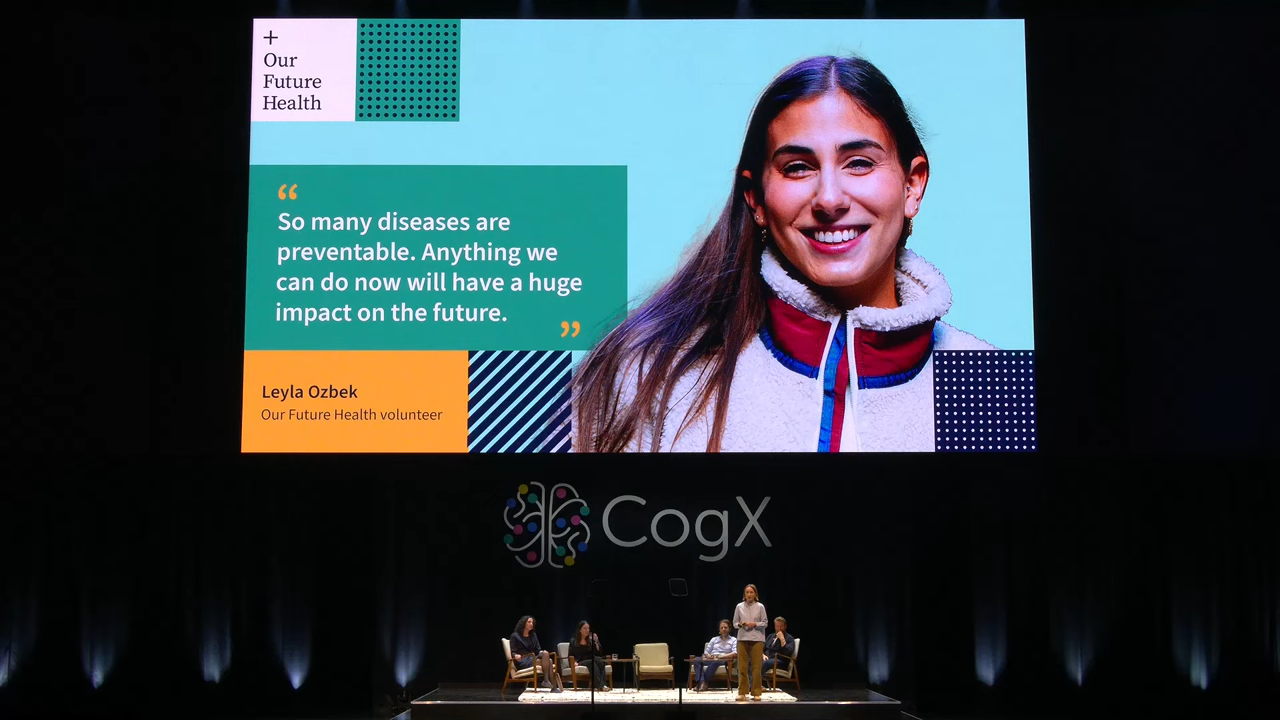 +
Our
Future
Health
“
So many diseases are
preventable. Anything we
can do now will have a huge
impact on the future.
”
Leyla Ozbek
Our Future Health volunteer
CogX